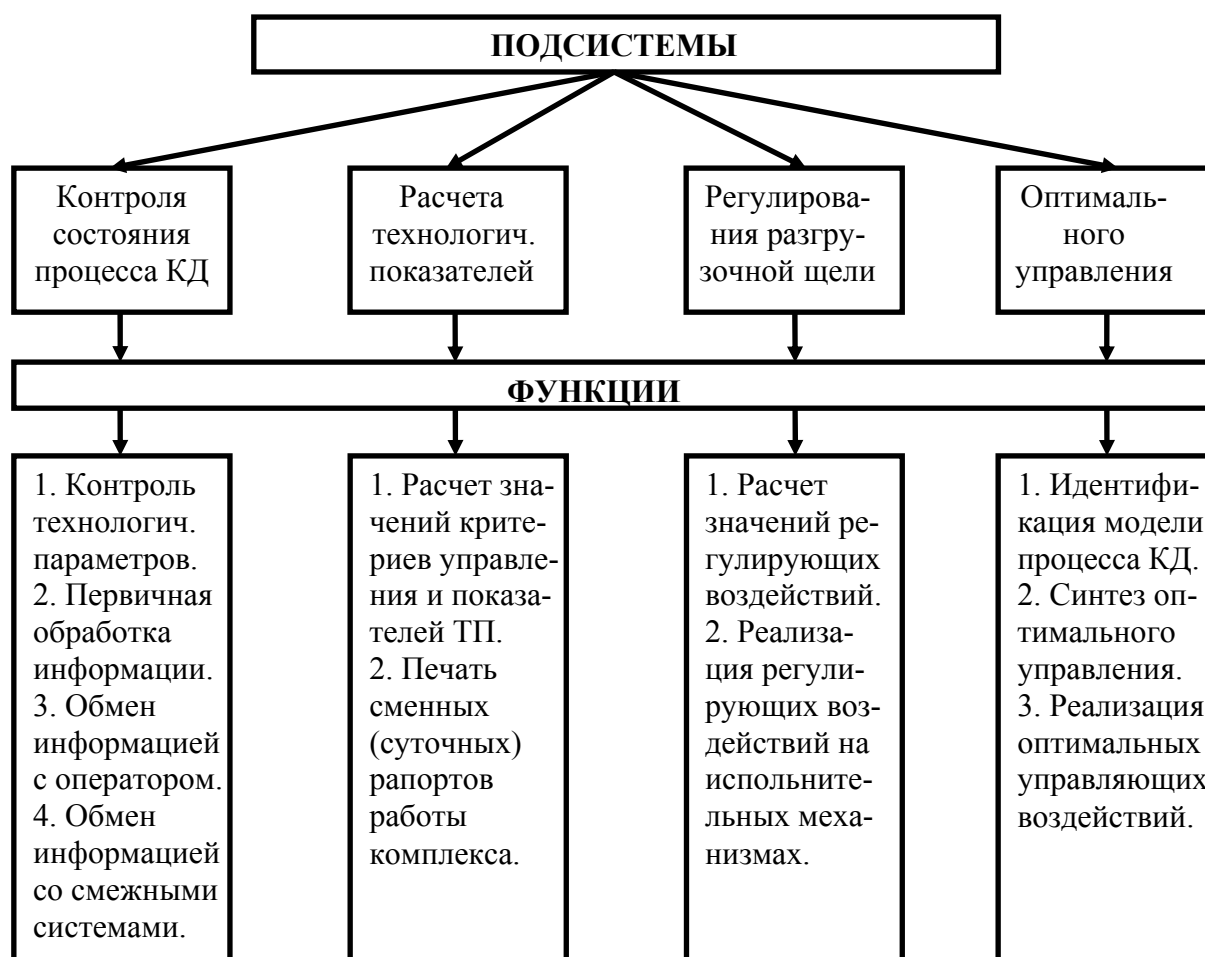 ПОДСИСТЕМЫ
Контроля
состояния
процесса КД
Расчета
технологич.
показателей
Регулирова-
ния разгру-
зочной щели
Оптималь-
ного
управления
ФУНКЦИИ
1. Контроль
технологич.
параметров.
2. Первичная
обработка
информации.
3. Обмен
информацией
с оператором.
4. Обмен
информацией
со смежными
системами.
1. Расчет зна-
чений крите-
риев управле-
ния и показа-
телей ТП.
2. Печать
сменных
(суточных)
рапортов
работы
комплекса.
1. Расчет
значений ре-
гулирующих
воздействий.
2. Реализа-
ция регули-
рующих воз-
действий на
испольните-
льных меха-
низмах.
1. Идентифи-
кация модели
процесса КД.
2. Синтез оп-
тимального
управления.
3. Реализация
оптимальных
управляющих
воздействий.